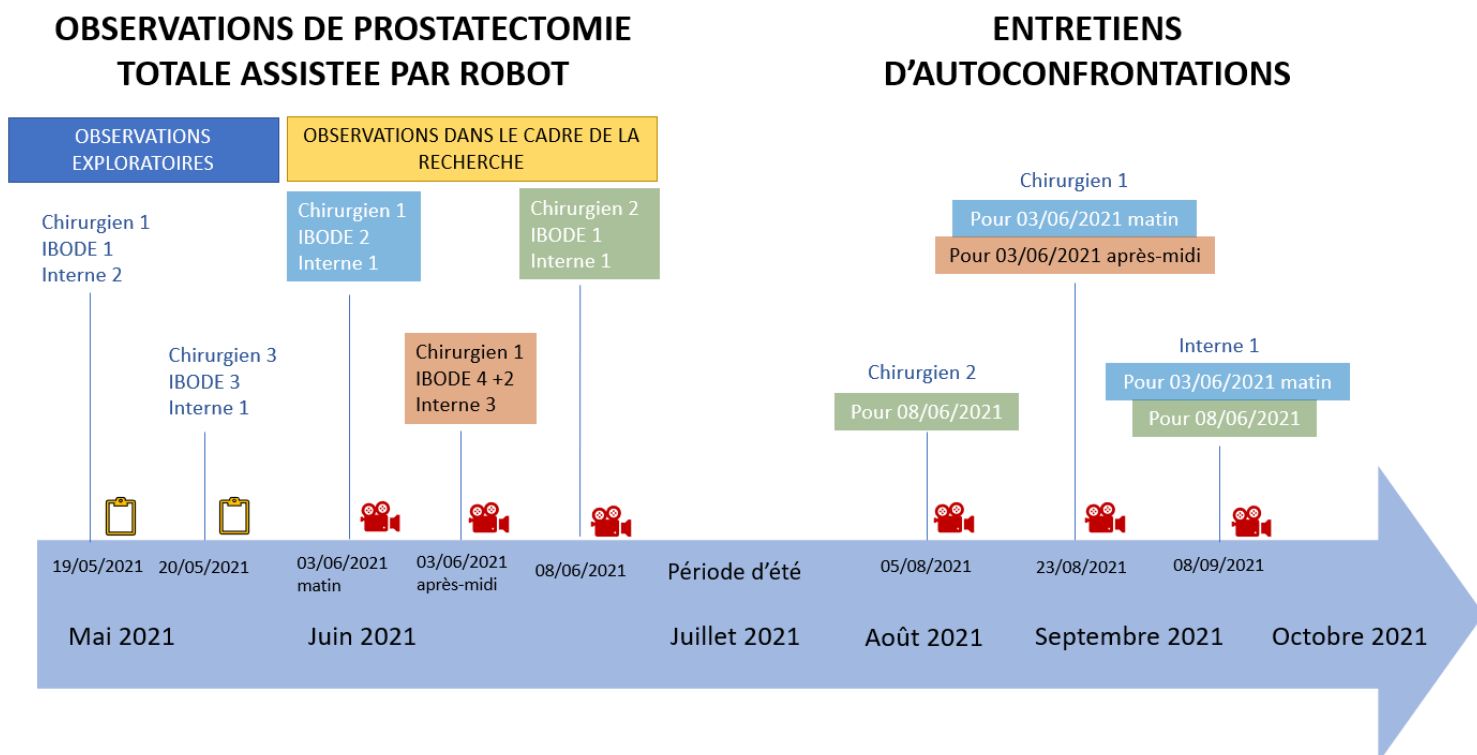 OBSERVATIONS DE PROSTATECTOMIE
TOTALE ASSISTEE PAR ROBOT
ENTRETIENS
D'AUTOCONFRONTATIONS
OBSERVATIONS
EXPLORATOIRES
OBSERVATIONS DANS LE CADRE DE LA
RECHERCHE
Chirurgien 1
IBODE 1
Interne 2
Chirurgien 3
IBODE 3
Interne 1
Chirurgien 1
IBODE 2
Interne 1
Chirurgien 1
IBODE 4 +2
Interne 3
Chirurgien 2
IBODE 1
Interne 1
Chirurgien 2
Pour 08/06/2021
Chirurgien 1
Pour 03/06/2021 matin
Pour 03/06/2021 après-midi
Interne 1
Pour 03/06/2021 matin
Pour 08/06/2021
19/05/2021
20/05/2021
03/06/2021
matin
03/06/2021
après-midi
08/06/2021
Période d'été
05/08/2021
23/08/2021
08/09/2021
Mai 2021
Juin 2021
Juillet 2021
Août 2021
Septembre 2021
Octobre 2021